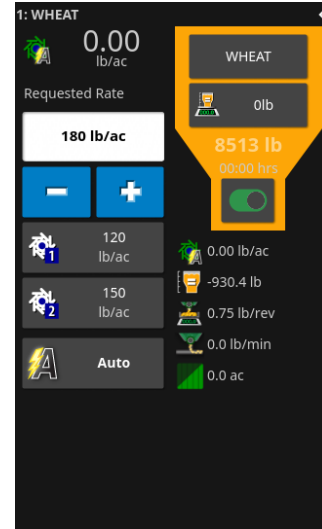 1: WHEAT
0.00
lb/ac
Requested Rate
180 lb/ac
1
120
lb/ac
2
150
lb/ac
A
Auto
WHEAT
0lb
8513 lb
00:00 hrs
0.00 lb/ac
-930.4 lb
0.75 lb/rev
0.0 lb/min
0.0 ac